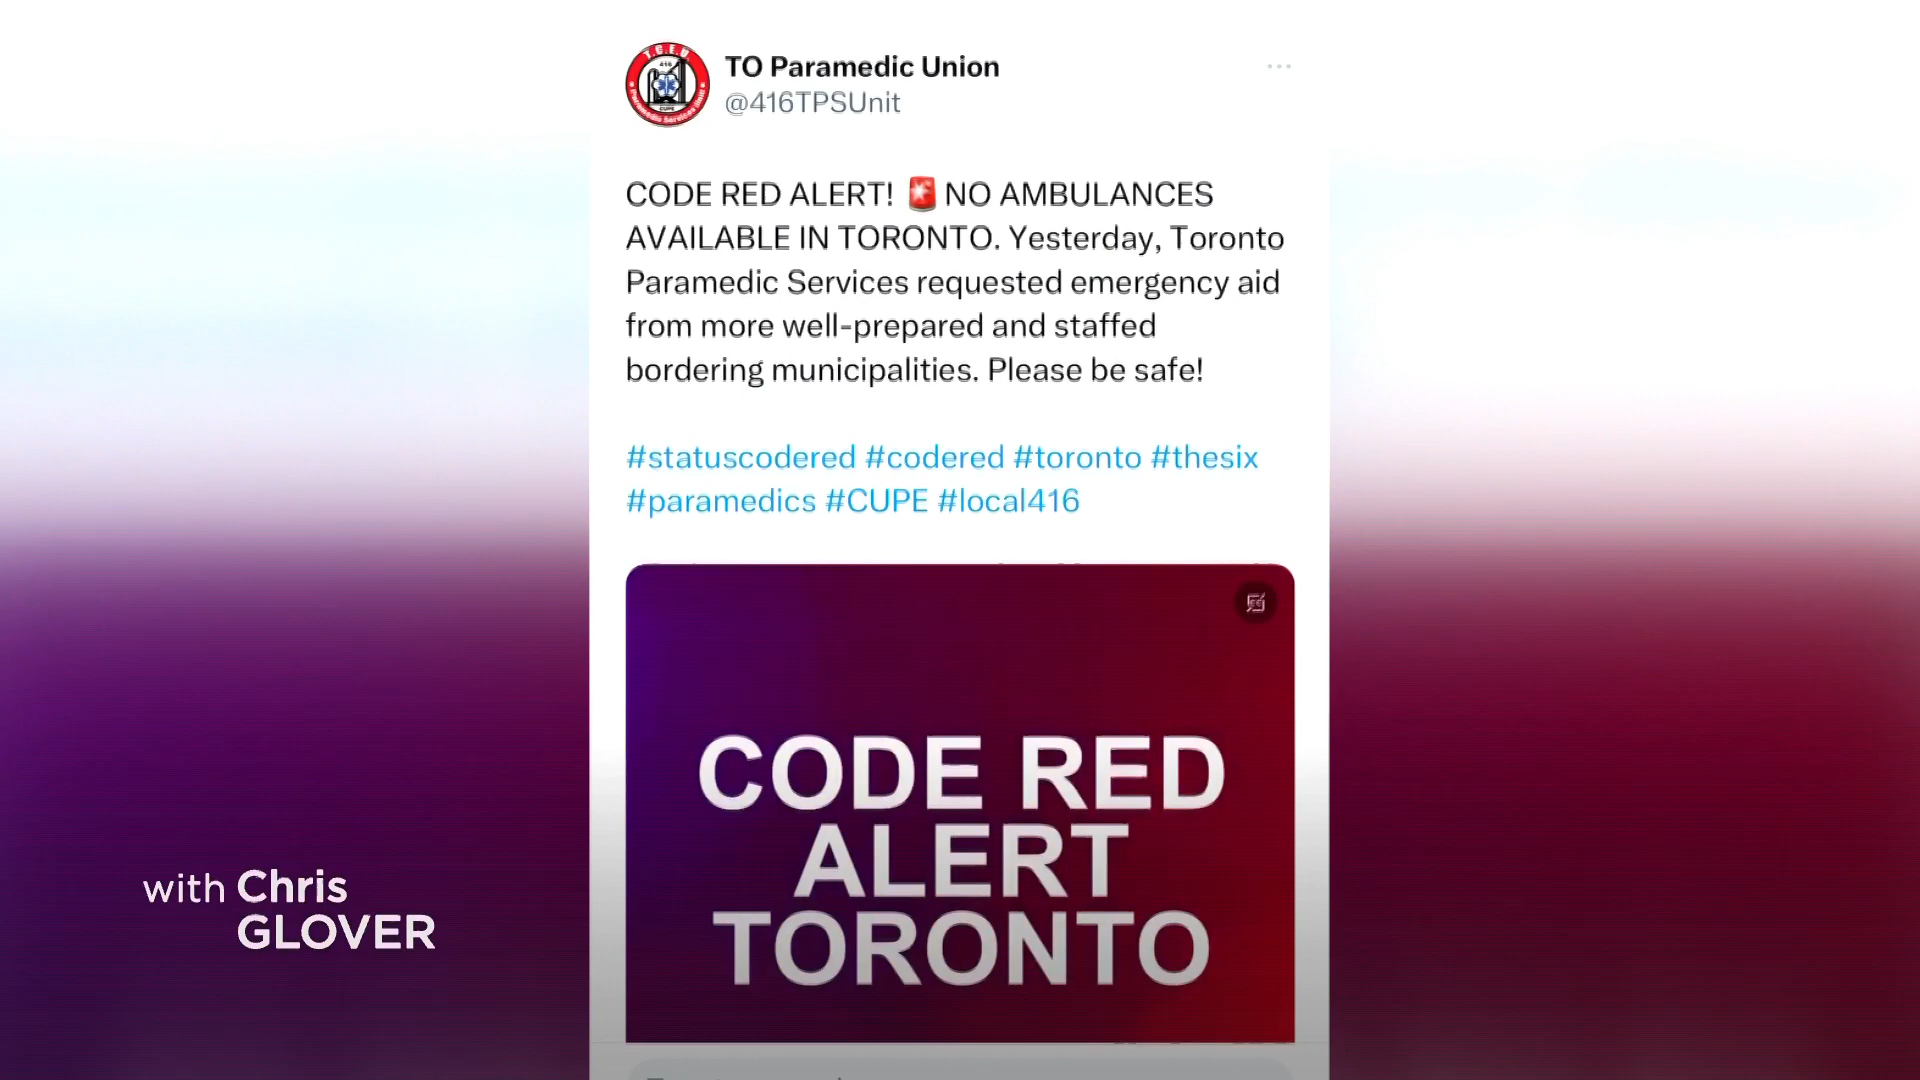 TO Paramedic Union
@416TPSUnit
CODE RED ALERT! 🚨 NO AMBULANCES
AVAILABLE IN TORONTO. Yesterday, Toronto
Paramedic Services requested emergency aid
from more well-prepared and staffed
bordering municipalities. Please be safe!
#statuscodered #codered #toronto #thesix
#paramedics #CUPE #local416
CODE RED
ALERT
TORONTO
with Chris
GLOVER